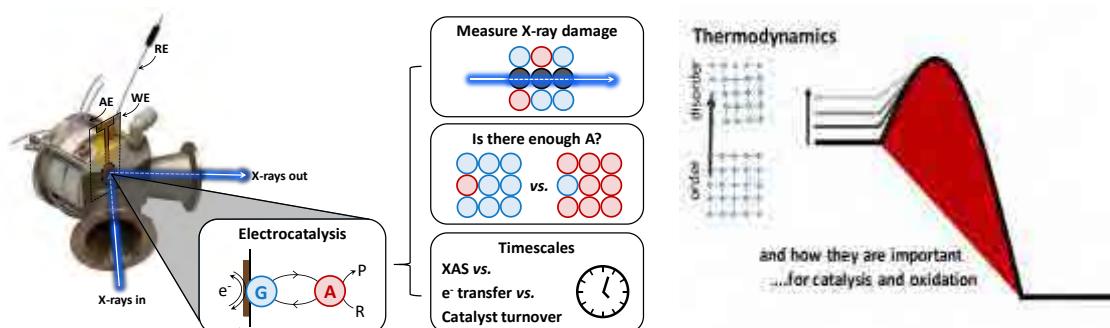 RE
AE
WE
X-rays out
X-rays in
Electrocatalysis
e-
G
A
P
R
Measure X-ray damage
Is there enough A?
vs.
Timescales
XAS vs.
e- transfer vs.
Catalyst turnover
Thermodynamics
disorder
order
and how they are important
....for catalysis and oxidation